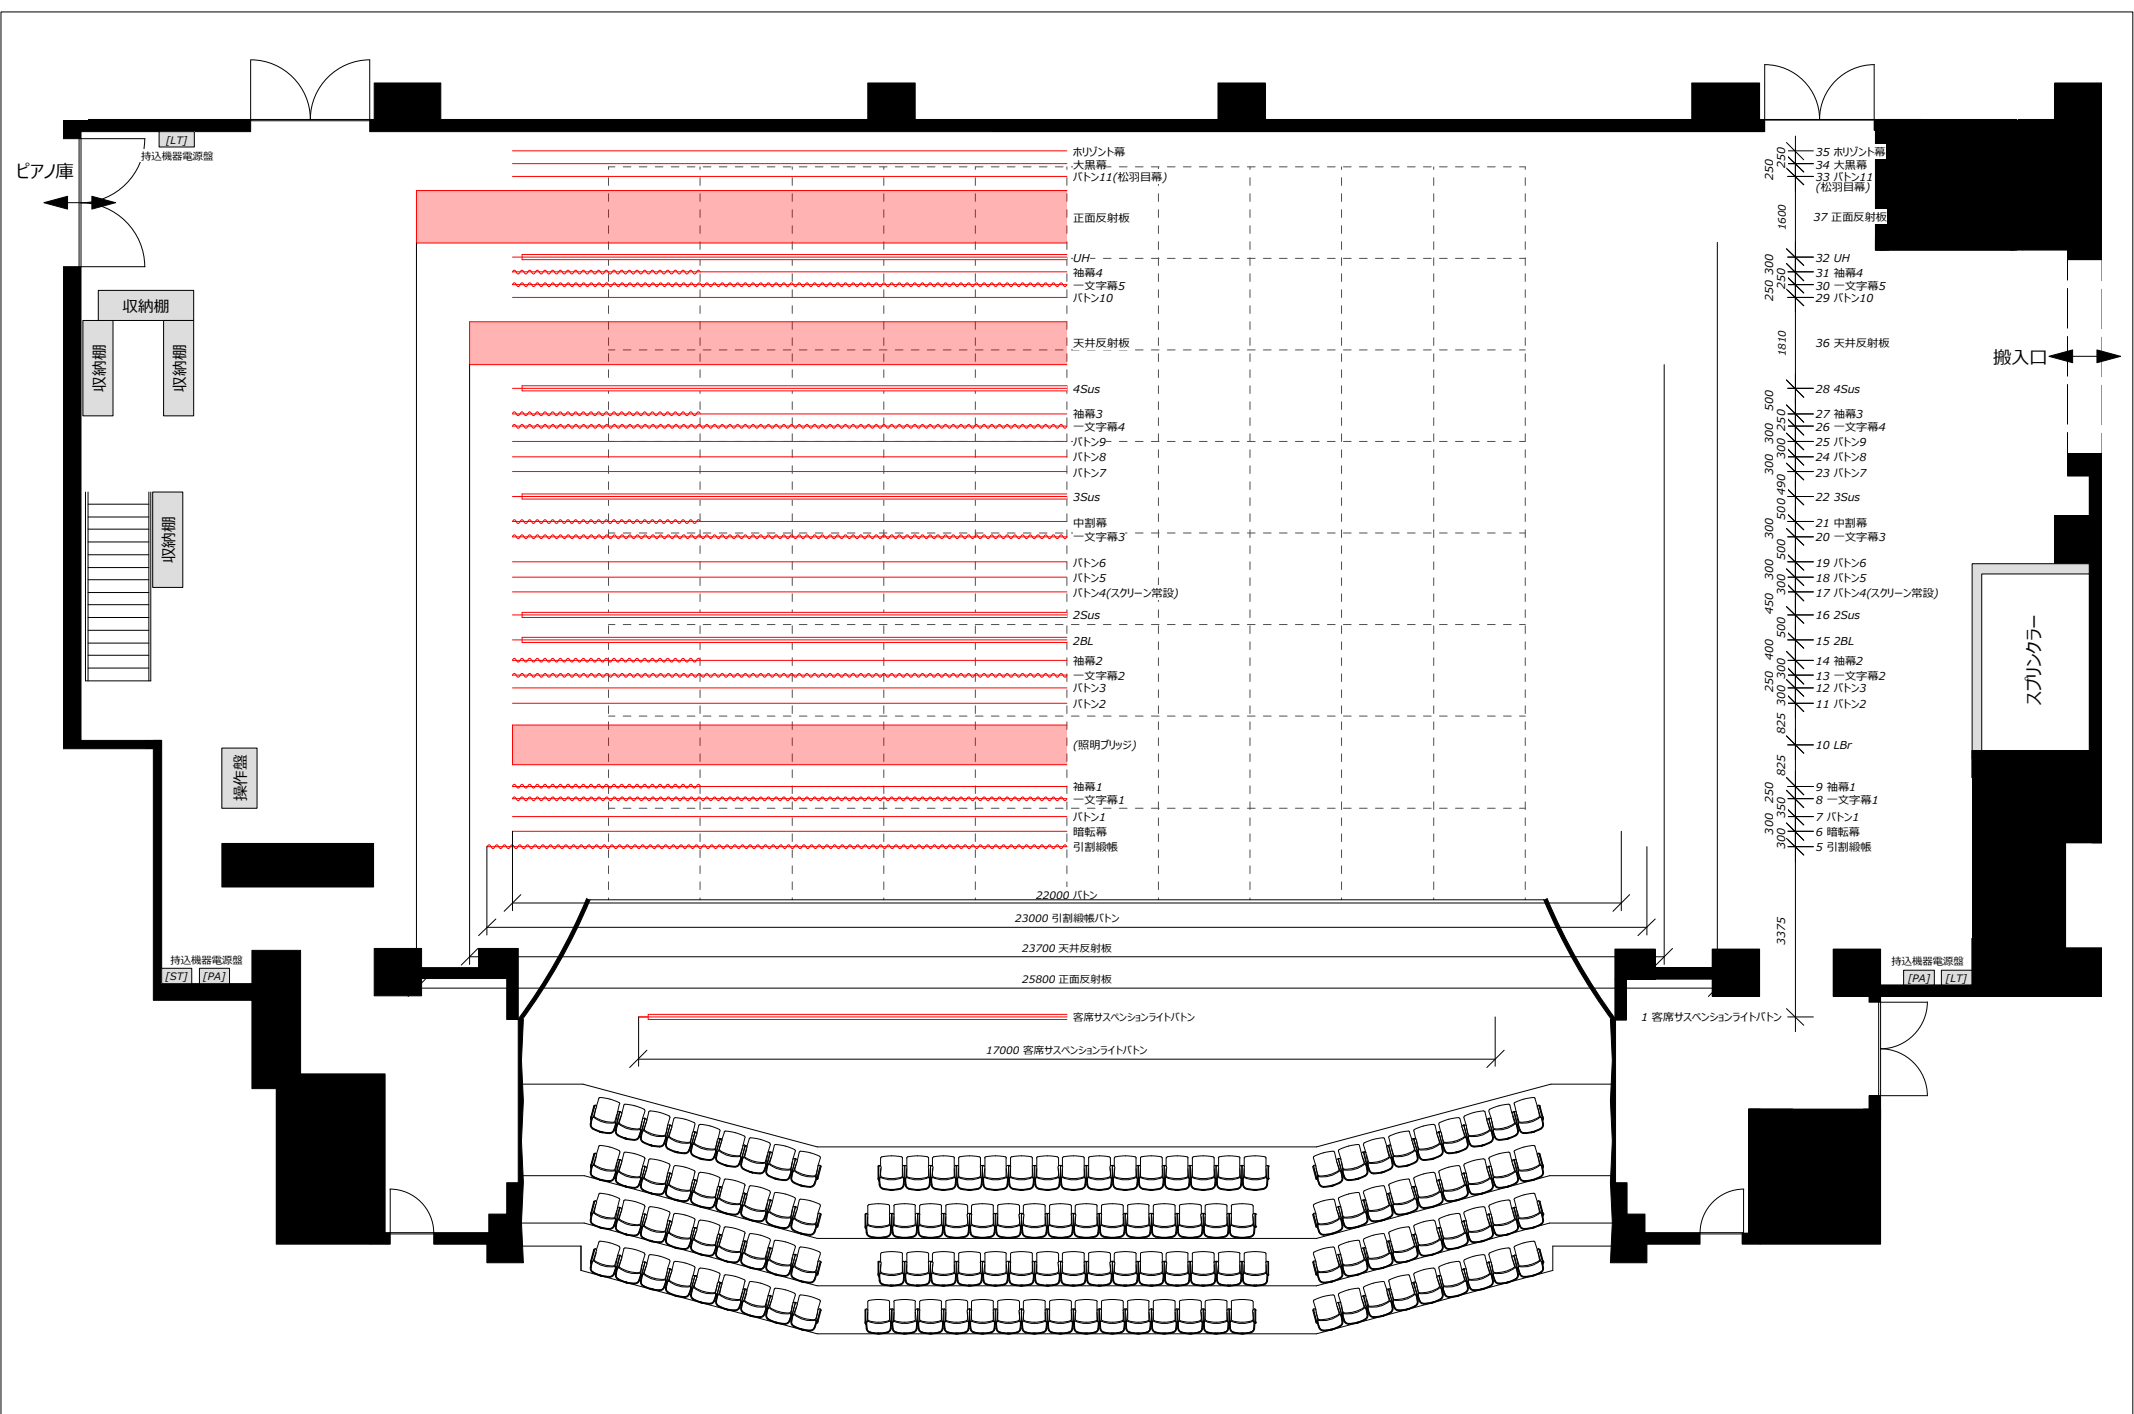 [LT]
持込機器電源盤
ピアノ庫
収納棚
収納棚
収納棚
収納棚
操作盤
持込機器電源盤
[ST]
[PA]
ホリゾント幕
大黒幕
バトン11(松羽目幕)
正面反射板
UH
袖幕4
一文字幕5
バトン10
天井反射板
4Sus
袖幕3
一文字幕4
バトン9
バトン8
バトン7
3Sus
中割幕
一文字幕3
バトン6
バトン5
バトン4(スクリーン常設)
2Sus
2BL
袖幕2
一文字幕2
バトン3
バトン2
(照明ブリッジ)
袖幕1
一文字幕1
バトン1
暗転幕
引割緞帳
22000 バトン
23000 引割緞帳バトン
23700 天井反射板
25800 正面反射板
客席サスペンションライトバトン
17000 客席サスペンションライトバトン
250
250
1600
300
250
250
1810
500
250
300
300
300
490
500
300
500
300
300
450
500
400
300
250
300
825
825
250
350
300
300
3375
35 ホリゾント幕
34 大黒幕
33 バトン11
(松羽目幕)
37 正面反射板
32 UH
31 袖幕4
30 一文字幕5
29 バトン10
36 天井反射板
28 4Sus
27 袖幕3
26 一文字幕4
25 バトン9
24 バトン8
23 バトン7
22 3Sus
21 中割幕
20 一文字幕3
19 バトン6
18 バトン5
17 バトン4(スクリーン常設)
16 2Sus
15 2BL
14 袖幕2
13 一文字幕2
12 バトン3
11 バトン2
10 LBr
9 袖幕1
8 一文字幕1
7 バトン1
6 暗転幕
5 引割緞帳
1 客席サスペンションライトバトン
搬入口
スプリンクラー
持込機器電源盤
[PA]
[LT]